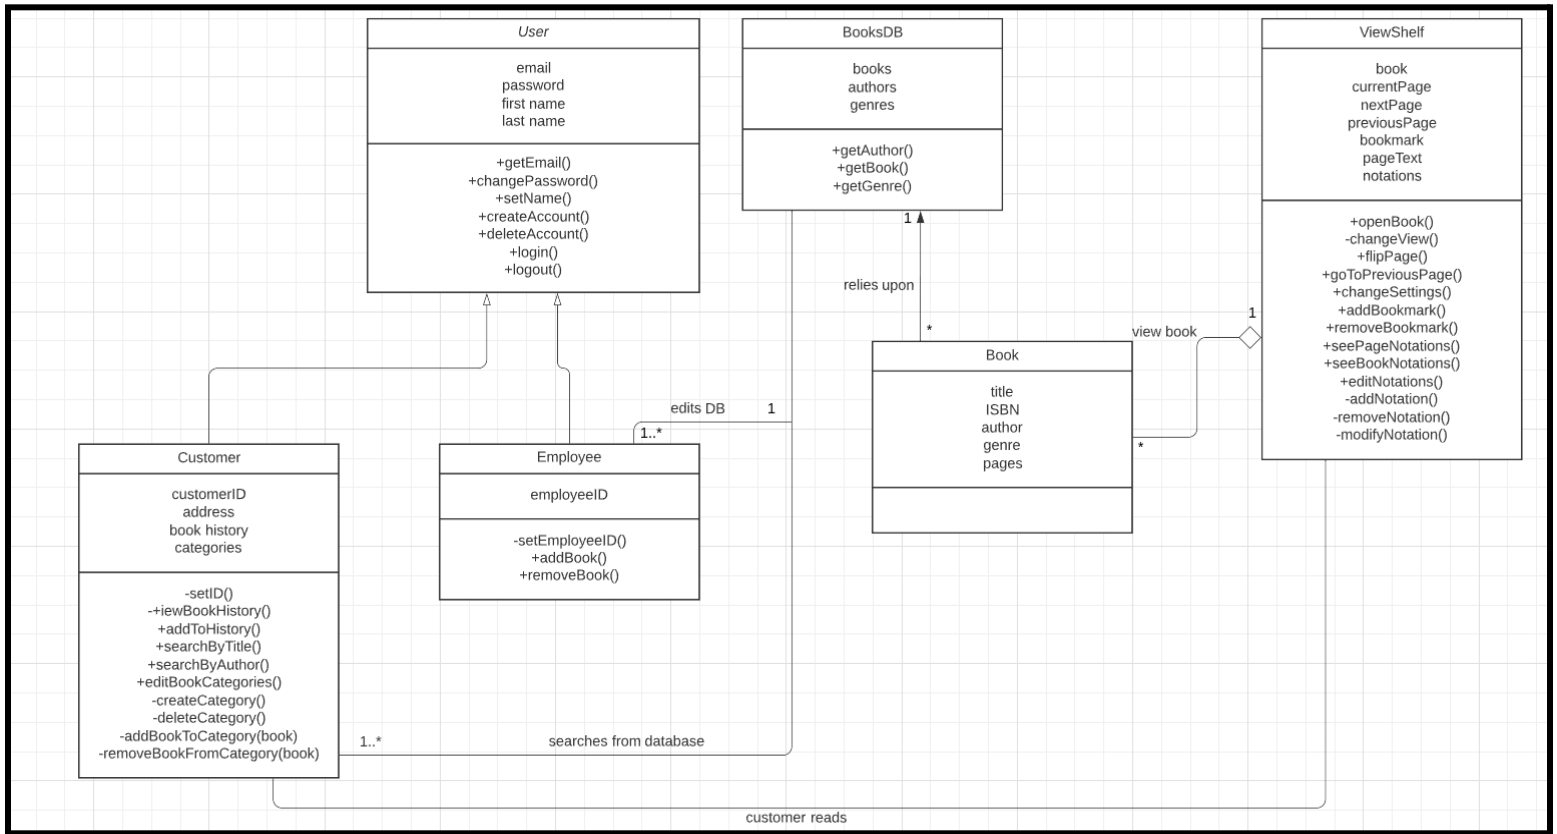 User
email
password
first name
last name
+getEmail()
+changePassword()
+setName()
+createAccount()
+deleteAccount()
+login()
+logout()
BooksDB
books
authors
genres
+getAuthor()
+getBook()
+getGenre()
ViewShelf
book
currentPage
nextPage
previousPage
bookmark
pageText
notations
+openBook()
-changeView()
+flipPage()
+goToPreviousPage()
+changeSettings()
+addBookmark()
+removeBookmark()
+seePageNotations()
+seeBookNotations()
+editNotations()
-addNotation()
-removeNotation()
-modifyNotation()
1
relies upon
*
1
view book
*
Book
title
ISBN
author
genre
pages
edits DB
1
1..*
Customer
customerID
address
book history
categories
-setID()
-+iewBookHistory()
+addToHistory()
+searchByTitle()
+searchByAuthor()
+editBookCategories()
-createCategory()
-deleteCategory()
-addBookToCategory(book)
-removeBookFromCategory(book)
Employee
employeeID
-setEmployeeID()
+addBook()
+removeBook()
1..*
searches from database
customer reads